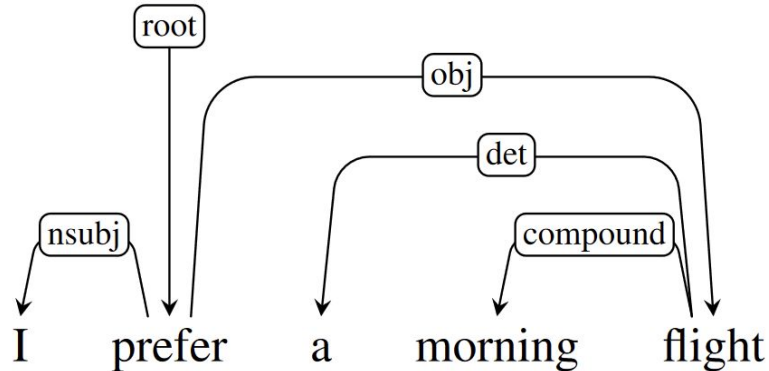 root
obj
det
nsubj
compound
I prefer a morning flight